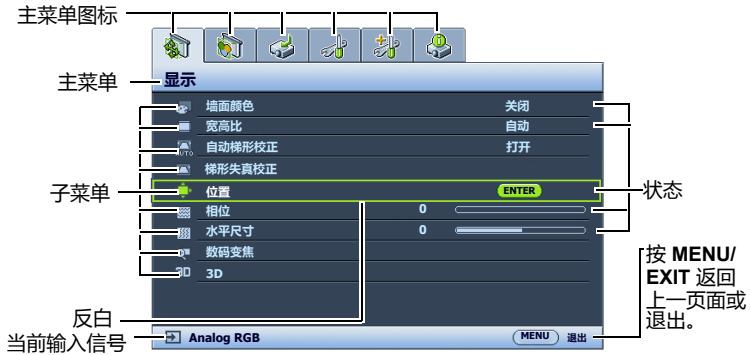 主菜单图标
主菜单
显示
墙面颜色 关闭
宽高比 自动
AUTO 自动梯形校正 打开
梯形失真校正
子菜单 位置 ENTER 状态
相位 0
水平尺寸 0
数码变焦
3D 3D
按 MENU/
EXIT 返回
上一页面或
退出。
反白
当前输入信号 Analog RGB MENU 退出